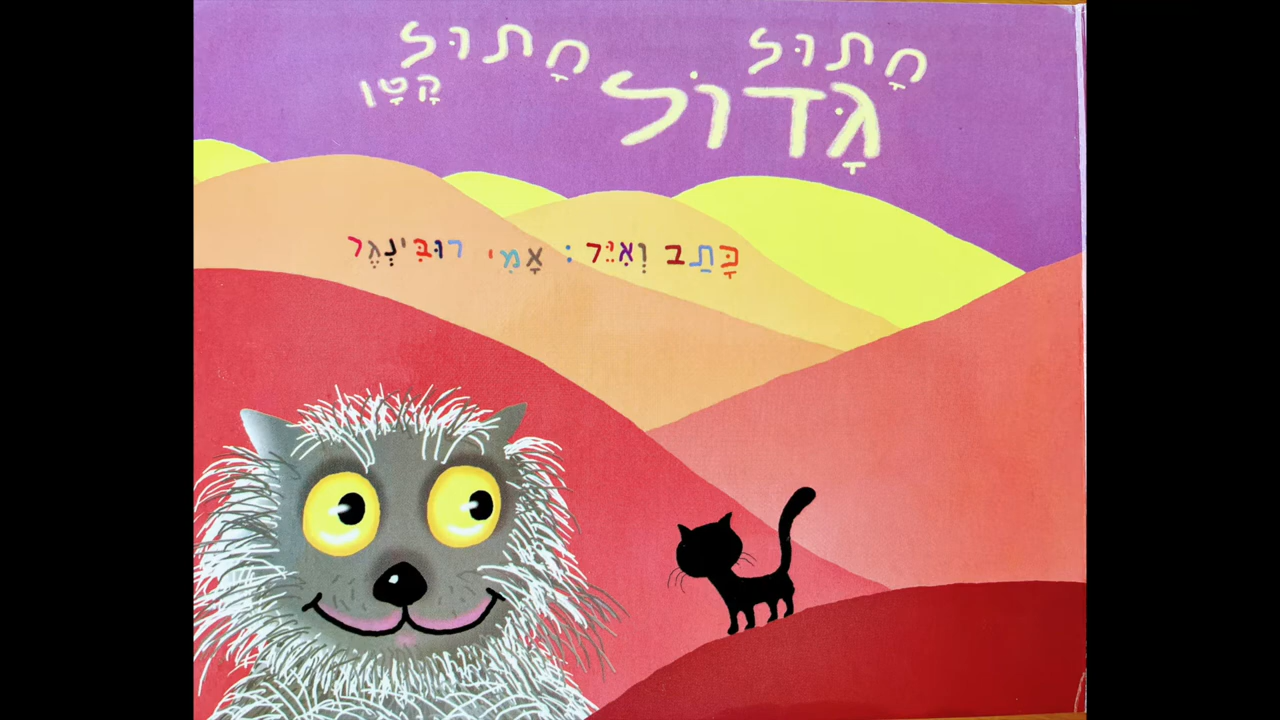 חָתוּל חָתוּל
גָּדוֹל קָטָן
כָּתַב וְאִיֵּר : אָמִי רוּבִּינְגֶר